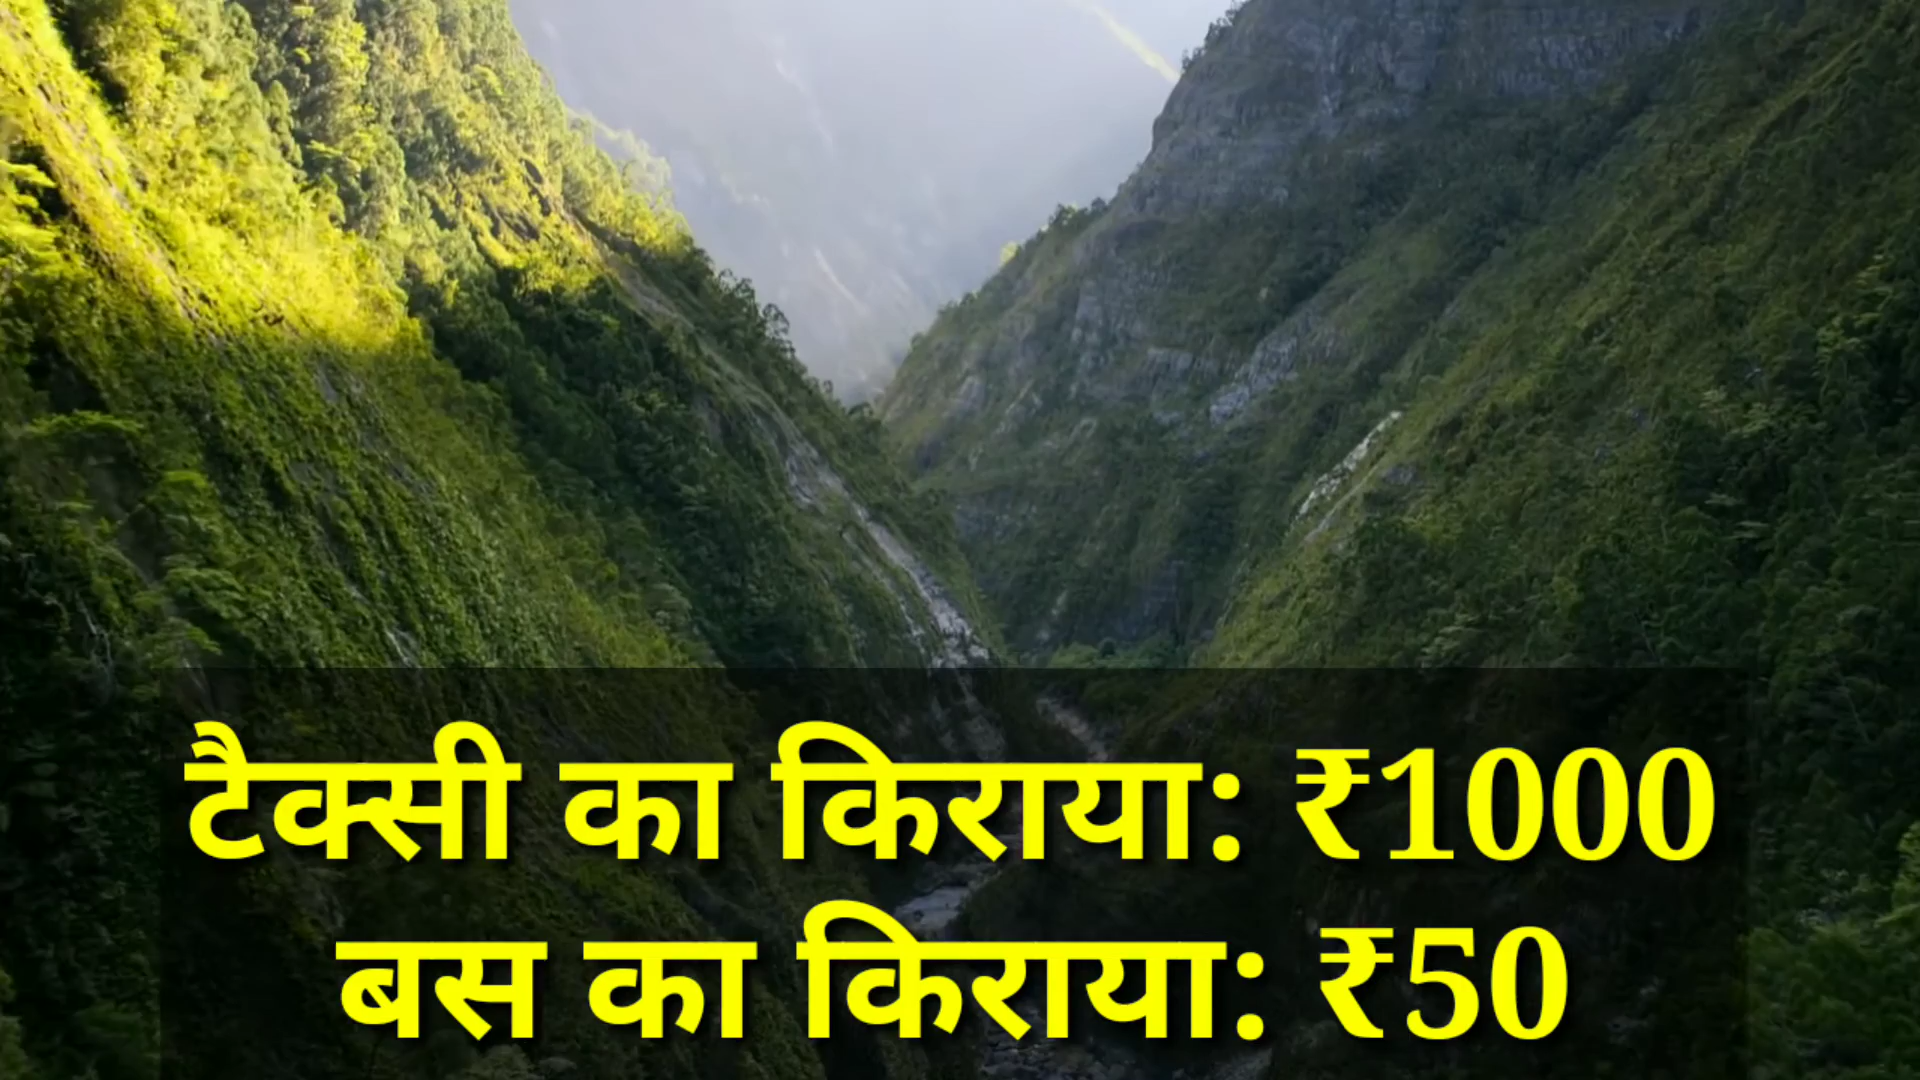 टैक्सी का किराया: ₹1000
बस का किराया: ₹50